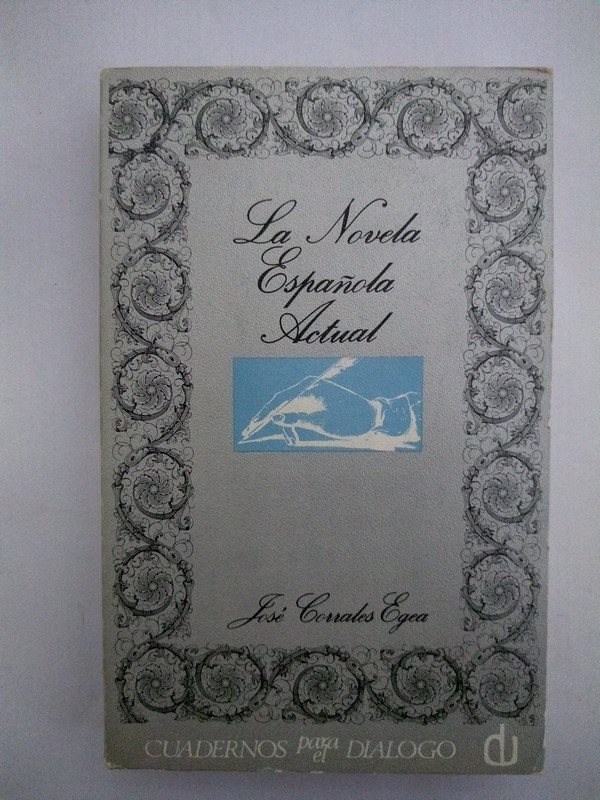 La Novela
Española
Actual
José Corrales Egea
CUADERNOS para el DIALOGO